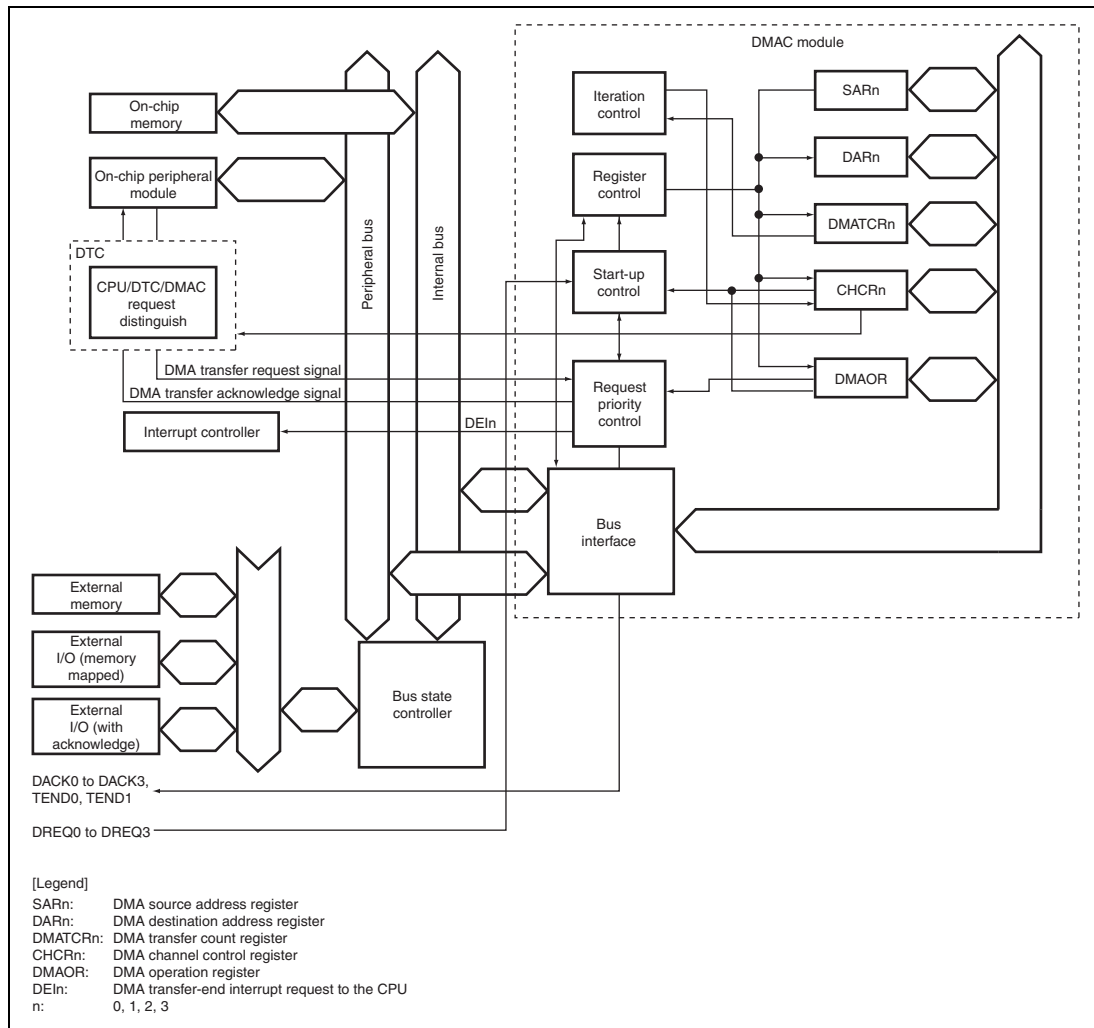 DMAC module
On-chip
memory
Iteration
control
SARn
On-chip peripheral
module
Register
control
DARn
DMATCRn
DTC
CPU/DTC/DMAC
request
distinguish
Peripheral bus
Internal bus
Start-up
control
CHCRn
DMA transfer request signal
DMA transfer acknowledge signal
Request
priority
control
DMAOR
Interrupt controller
DEIn
Bus
interface
External
memory
External
I/O (memory
mapped)
External
I/O (with
acknowledge)
Bus state
controller
DACK0 to DACK3,
TEND0, TEND1
DREQ0 to DREQ3
[Legend]
SARn: DMA source address register
DARn: DMA destination address register
DMATCRn: DMA transfer count register
CHCRn: DMA channel control register
DMAOR: DMA operation register
DEIn: DMA transfer-end interrupt request to the CPU
n: 0, 1, 2, 3